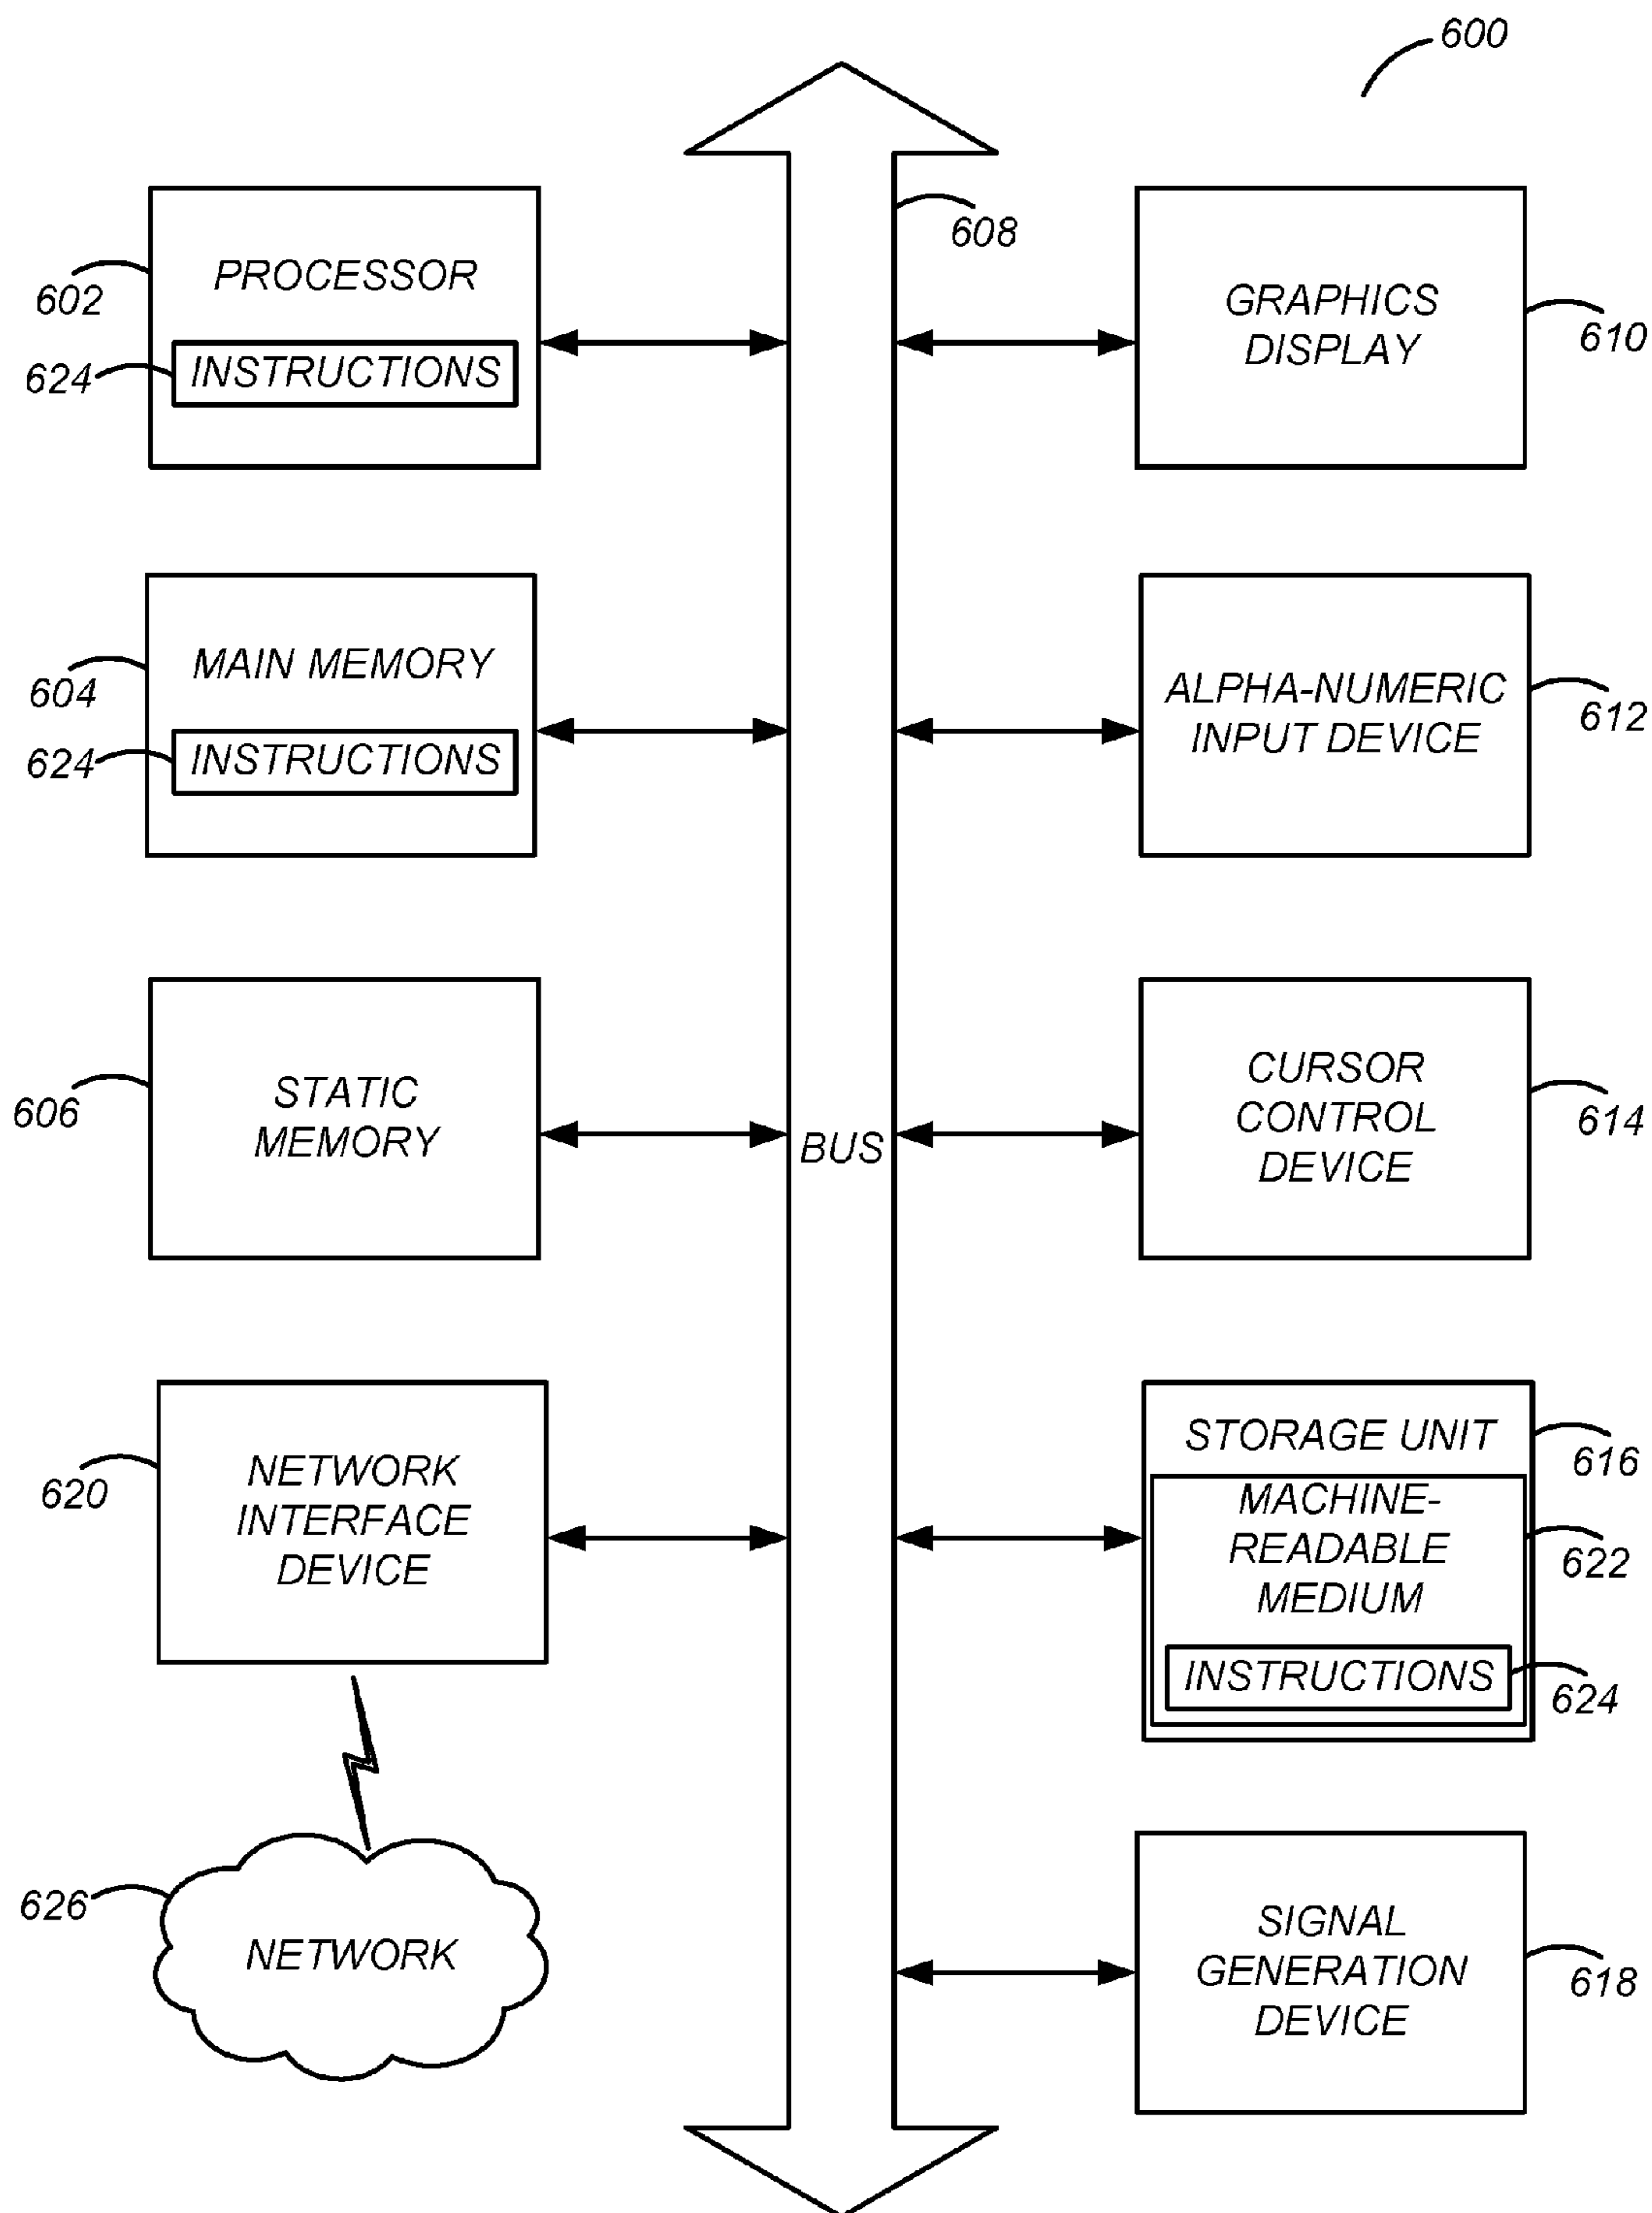 600
608
PROCESSOR
602
624
INSTRUCTIONS
GRAPHICS
DISPLAY
610
MAIN MEMORY
604
624
INSTRUCTIONS
ALPHA-NUMERIC
INPUT DEVICE
612
STATIC
MEMORY
606
BUS
CURSOR
CONTROL
DEVICE
614
NETWORK
INTERFACE
DEVICE
620
STORAGE UNIT
616
MACHINE-
READABLE
MEDIUM
622
INSTRUCTIONS
624
626
NETWORK
SIGNAL
GENERATION
DEVICE
618